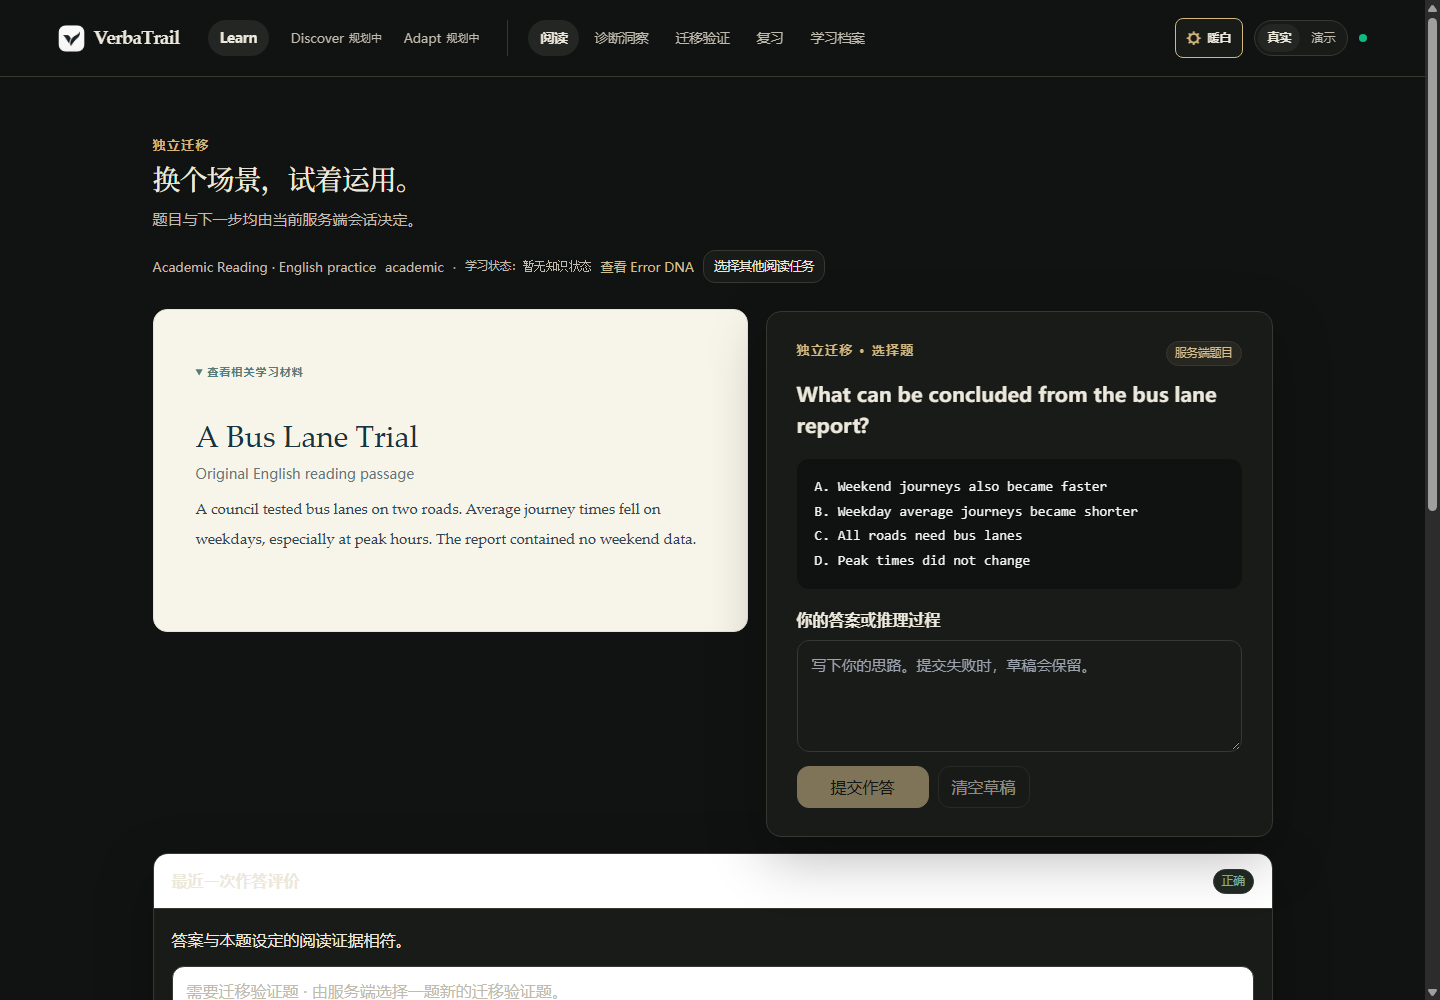 VerbaTrail
Learn
Discover 规划中
Adapt 规划中
阅读
诊断洞察
迁移验证
复习
学习档案
暖白
真实
演示
独立迁移
换个场景，试着运用。
题目与下一步均由当前服务端会话决定。
Academic Reading · English practice academic · 学习状态：暂无知识状态 查看 Error DNA 选择其他阅读任务
▼ 查看相关学习材料
A Bus Lane Trial
Original English reading passage
A council tested bus lanes on two roads. Average journey times fell on
weekdays, especially at peak hours. The report contained no weekend data.
独立迁移 • 选择题
服务端题目
What can be concluded from the bus lane
report?
A. Weekend journeys also became faster
B. Weekday average journeys became shorter
C. All roads need bus lanes
D. Peak times did not change
你的答案或推理过程
写下你的思路。提交失败时，草稿会保留。
提交作答
清空草稿
最近一次作答评价
正确
答案与本题设定的阅读证据相符。
需要迁移验证题 · 由服务端选择一题新的迁移验证题。